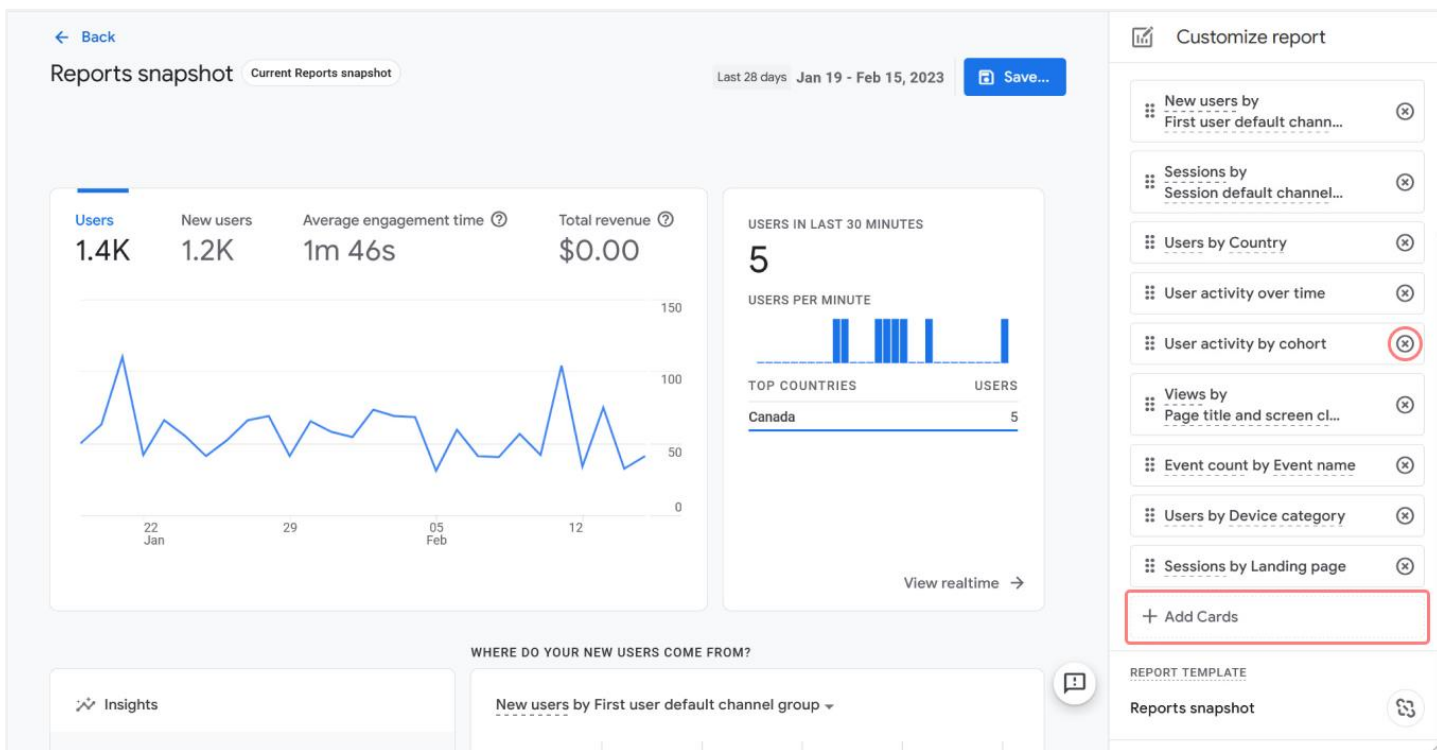 Back
Reports snapshot Current Reports snapshot
Last 28 days Jan 19 - Feb 15, 2023 Save...
Users New users Average engagement time Total revenue
1.4K 1.2K 1m 46s $0.00
150
100
50
0
22 29 05 12
Jan Feb
USERS IN LAST 30 MINUTES
5
USERS PER MINUTE
TOP COUNTRIES USERS
Canada 5
View realtime
WHERE DO YOUR NEW USERS COME FROM?
Insights
New users by First user default channel group
Customize report
New users by
First user default chann...
Sessions by
Session default channel...
Users by Country
User activity over time
User activity by cohort
Views by
Page title and screen cl...
Event count by Event name
Users by Device category
Sessions by Landing page
+ Add Cards
REPORT TEMPLATE
Reports snapshot